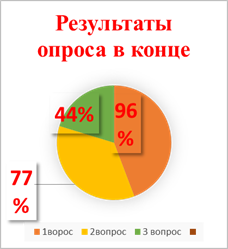 Результаты
опроса в конце
44%
96
%
77
%
1ворос
2вопрос
3 вопрос